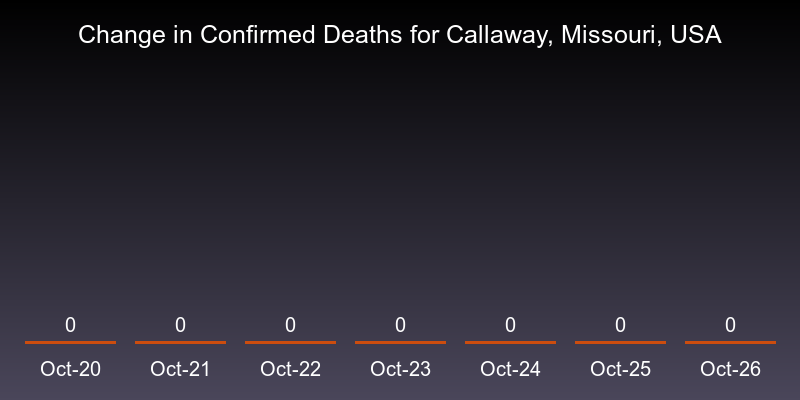 Change in Confirmed Deaths for Callaway, Missouri, USA
0 0 0 0 0 0 0
Oct-20 Oct-21 Oct-22 Oct-23 Oct-24 Oct-25 Oct-26